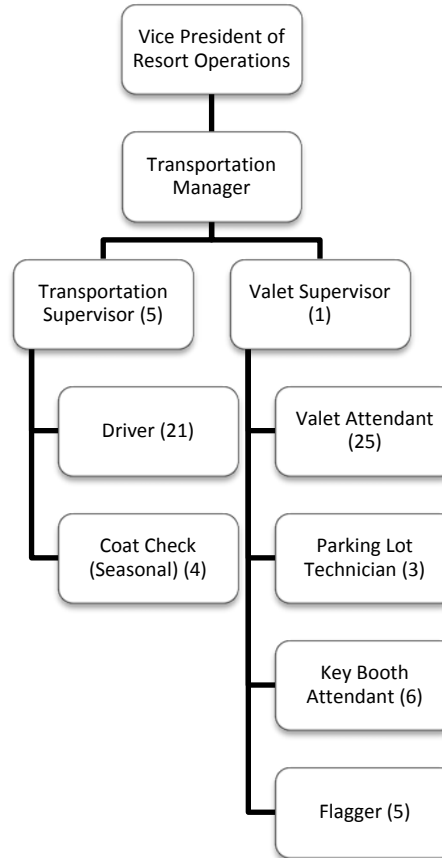 Vice President of
Resort Operations
Transportation
Manager
Transportation
Supervisor (5)
Valet Supervisor
(1)
Driver (21)
Valet Attendant
(25)
Coat Check
(Seasonal) (4)
Parking Lot
Technician (3)
Key Booth
Attendant (6)
Flagger (5)